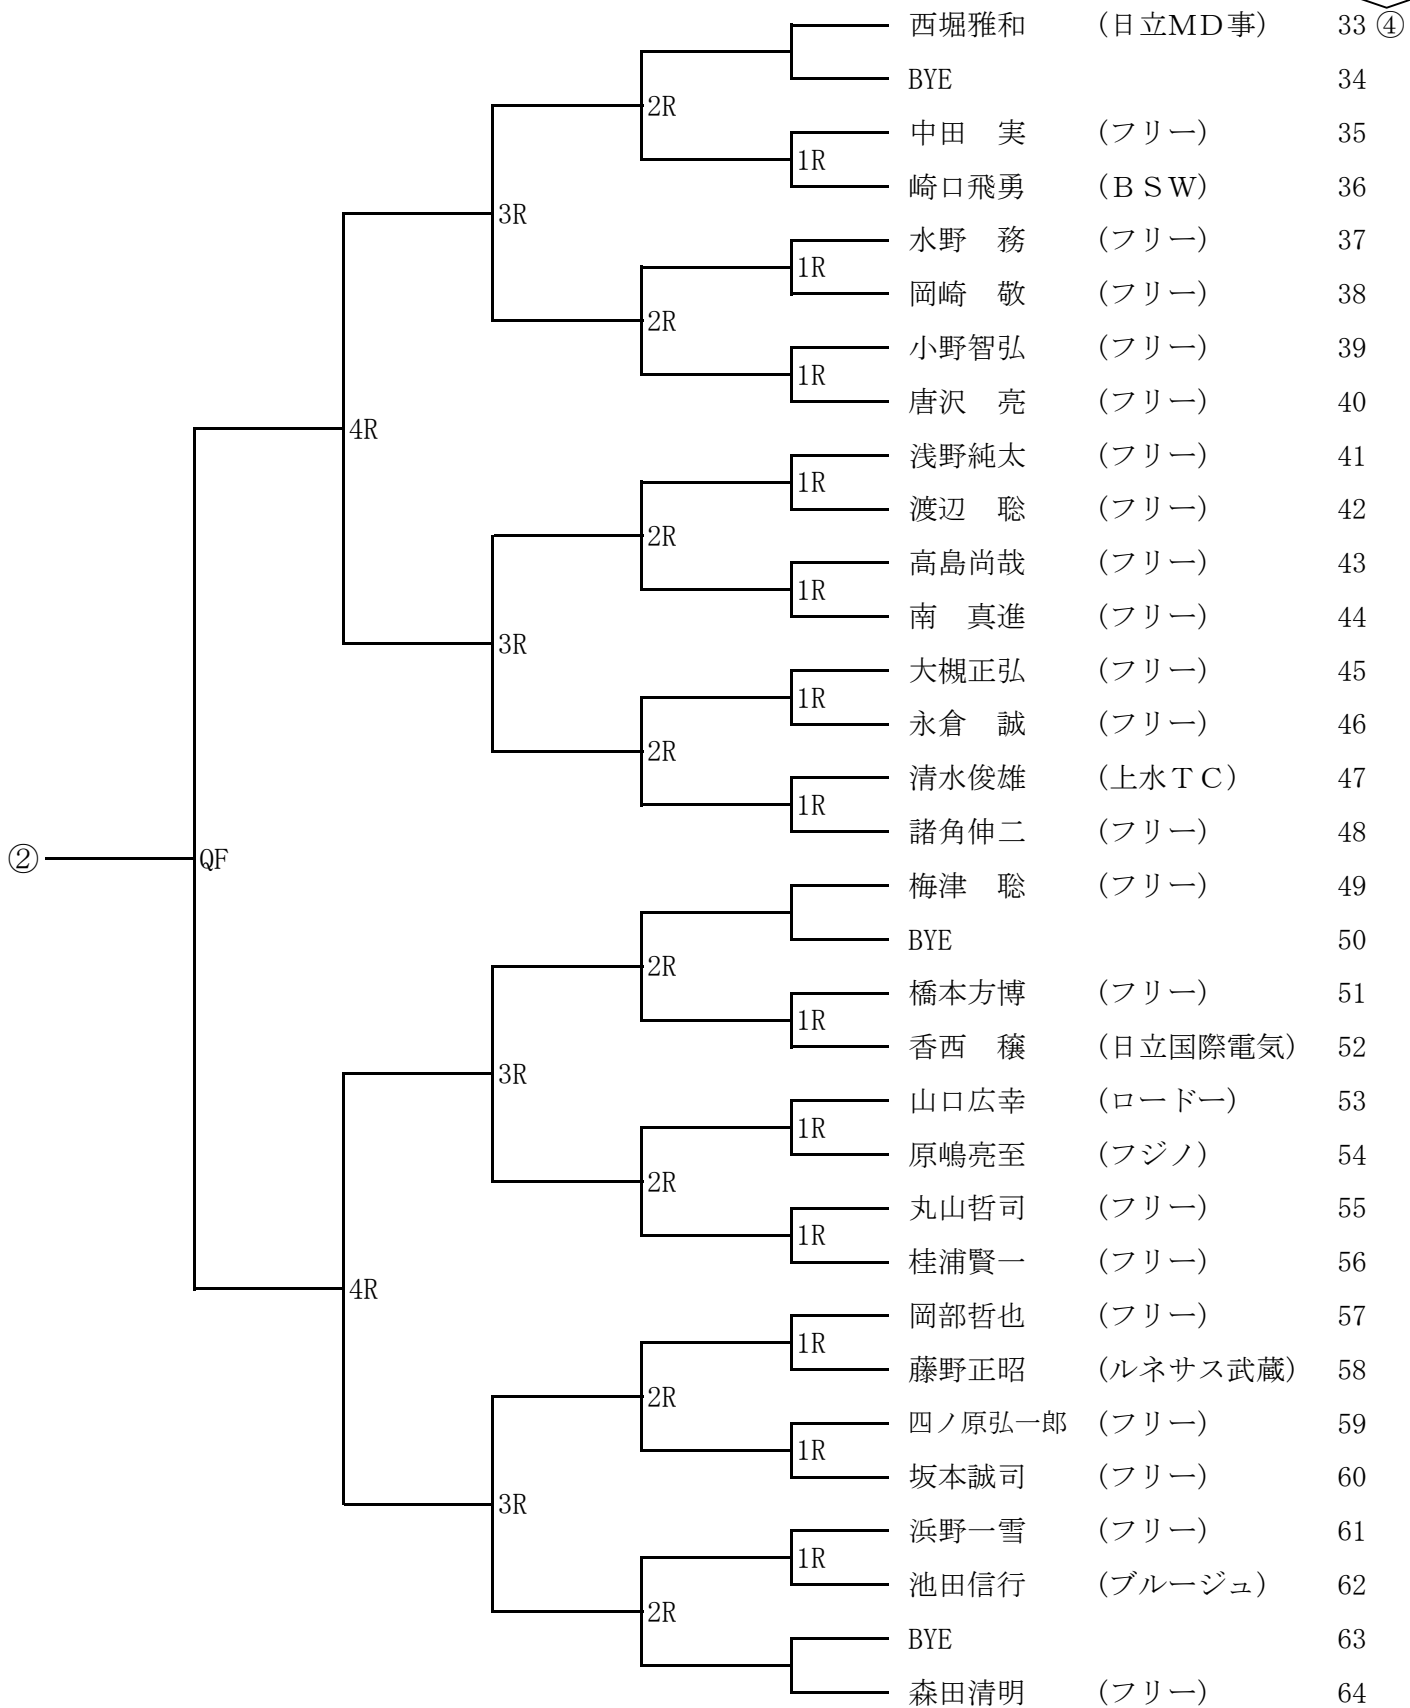 西堀雅和 (日立MD事) 33 ④
BYE 34
2R
中田 実 (フリー) 35
1R
崎口飛勇 (BSW) 36
3R
水野 務 (フリー) 37
1R
岡崎 敬 (フリー) 38
2R
小野智弘 (フリー) 39
1R
唐沢 亮 (フリー) 40
4R
浅野純太 (フリー) 41
1R
渡辺 聡 (フリー) 42
2R
高島尚哉 (フリー) 43
1R
南 真進 (フリー) 44
3R
大槻正弘 (フリー) 45
1R
永倉 誠 (フリー) 46
2R
清水俊雄 (上水TC) 47
1R
諸角伸二 (フリー) 48
② QF
梅津 聡 (フリー) 49
BYE 50
2R
橋本方博 (フリー) 51
1R
香西 穣 (日立国際電気) 52
3R
山口広幸 (ロードー) 53
1R
原嶋亮至 (フジノ) 54
2R
丸山哲司 (フリー) 55
1R
桂浦賢一 (フリー) 56
4R
岡部哲也 (フリー) 57
1R
藤野正昭 (ルネサス武蔵) 58
2R
四ノ原弘一郎 (フリー) 59
1R
坂本誠司 (フリー) 60
3R
浜野一雪 (フリー) 61
1R
池田信行 (ブルージュ) 62
2R
BYE 63
森田清明 (フリー) 64